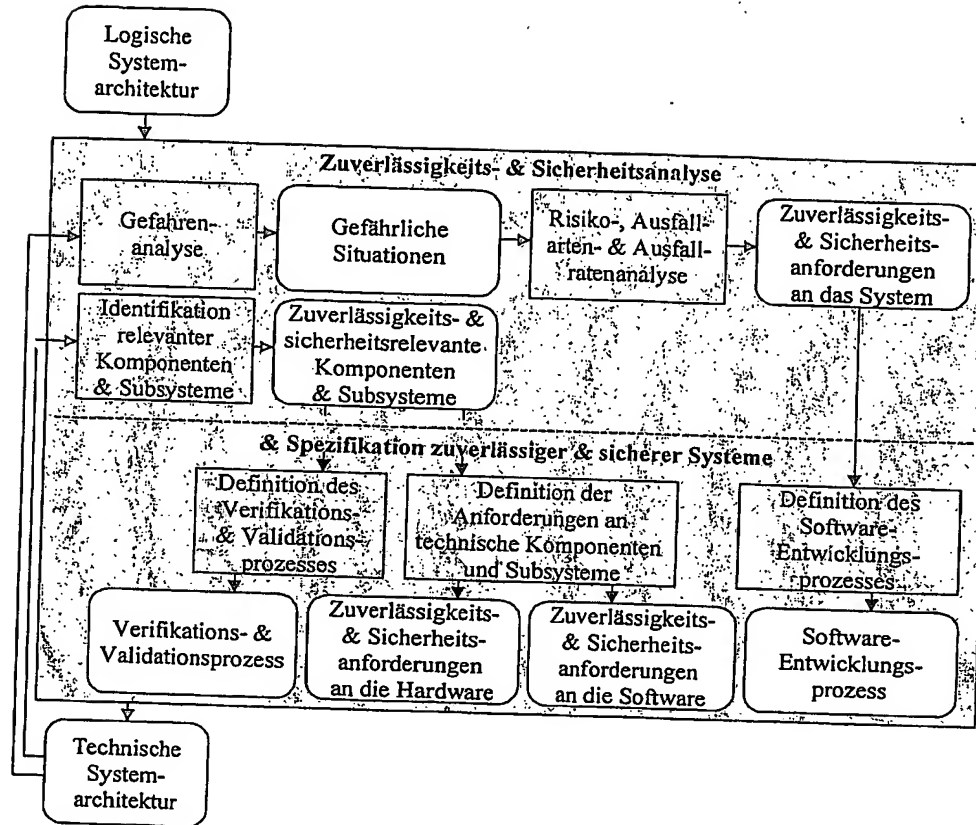 Logische
System-
architektur
Zuverlässigkeits- & Sicherheitsanalyse
Gefahren-
analyse
Gefährliche
Situationen
Risiko-, Ausfall-
arten- & Ausfall-
ratenanalyse
Zuverlässigkeits-
& Sicherheits-
anforderungen
an das System
Identifikation
relevanter
Komponenten
& Subsysteme
Zuverlässigkeits- &
sicherheitsrelevante
Komponenten
& Subsysteme
& Spezifikation zuverlässiger & sicherer Systeme
Definition des
Verifikations-
& Validations-
prozesses
Definition der
Anforderungen an
technische Komponenten
und Subsysteme
Definition des
Software-
Entwicklungs-
prozesses
Verifikations- &
Validationsprozess
Zuverlässigkeits-
& Sicherheits-
anforderungen
an die Hardware
Zuverlässigkeits-
& Sicherheits-
anforderungen
an die Software
Software-
Entwicklungs-
prozess
Technische
System-
architektur